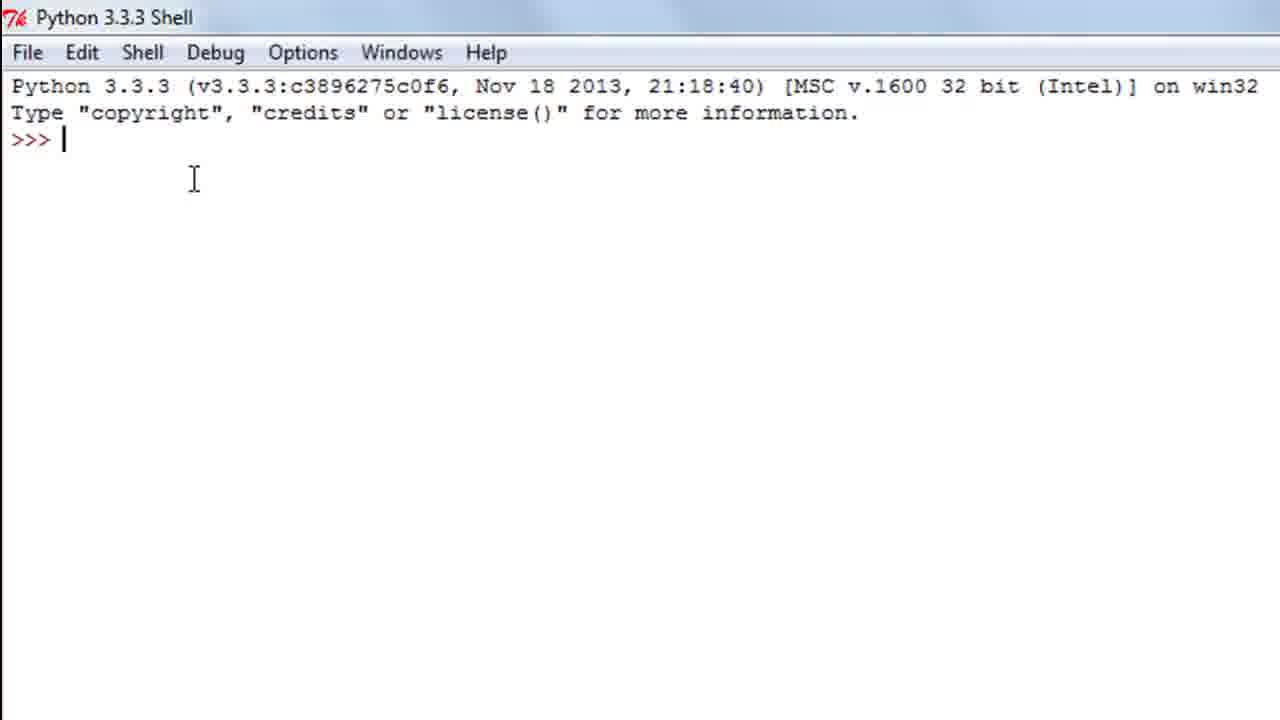 Python 3.3.3 Shell
File Edit Shell Debug Options Windows Help
Python 3.3.3 (v3.3.3:c3896275c0f6, Nov 18 2013, 21:18:40) [MSC v.1600 32 bit (Intel)] on win32
Type "copyright", "credits" or "license()" for more information.
>>>